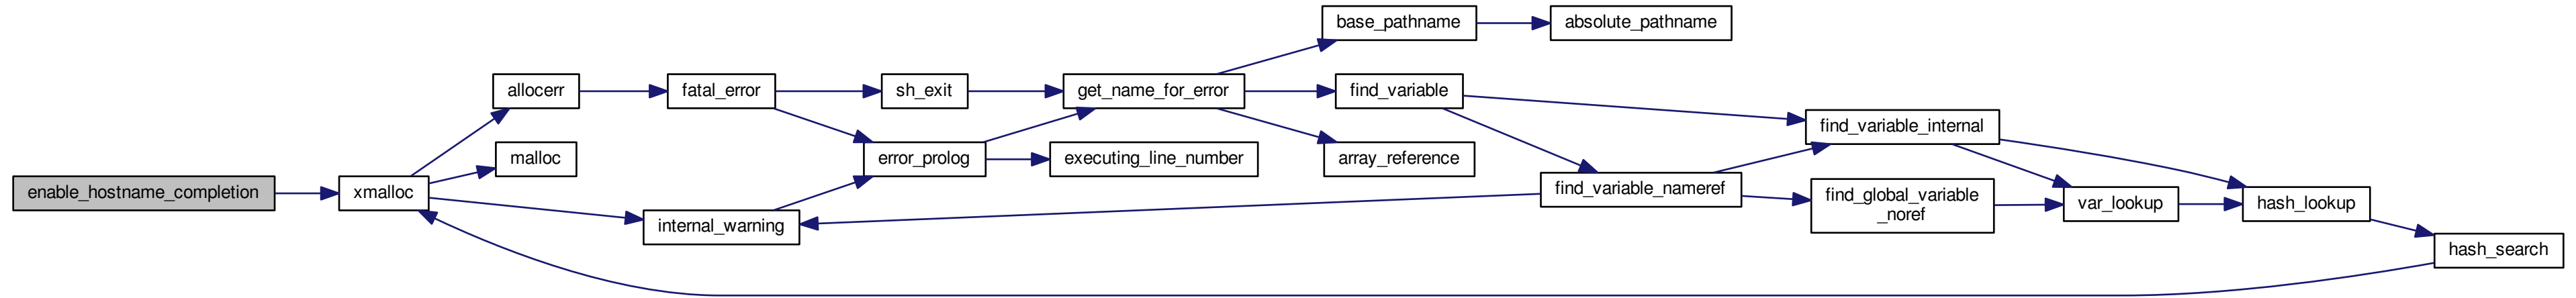 base_pathname
absolute_pathname
allocerr
fatal_error
sh_exit
get_name_for_error
find_variable
find_variable_internal
malloc
error_prolog
executing_line_number
array_reference
enable_hostname_completion
xmalloc
find_variable_nameref
find_global_variable
_noref
var_lookup
hash_lookup
internal_warning
hash_search